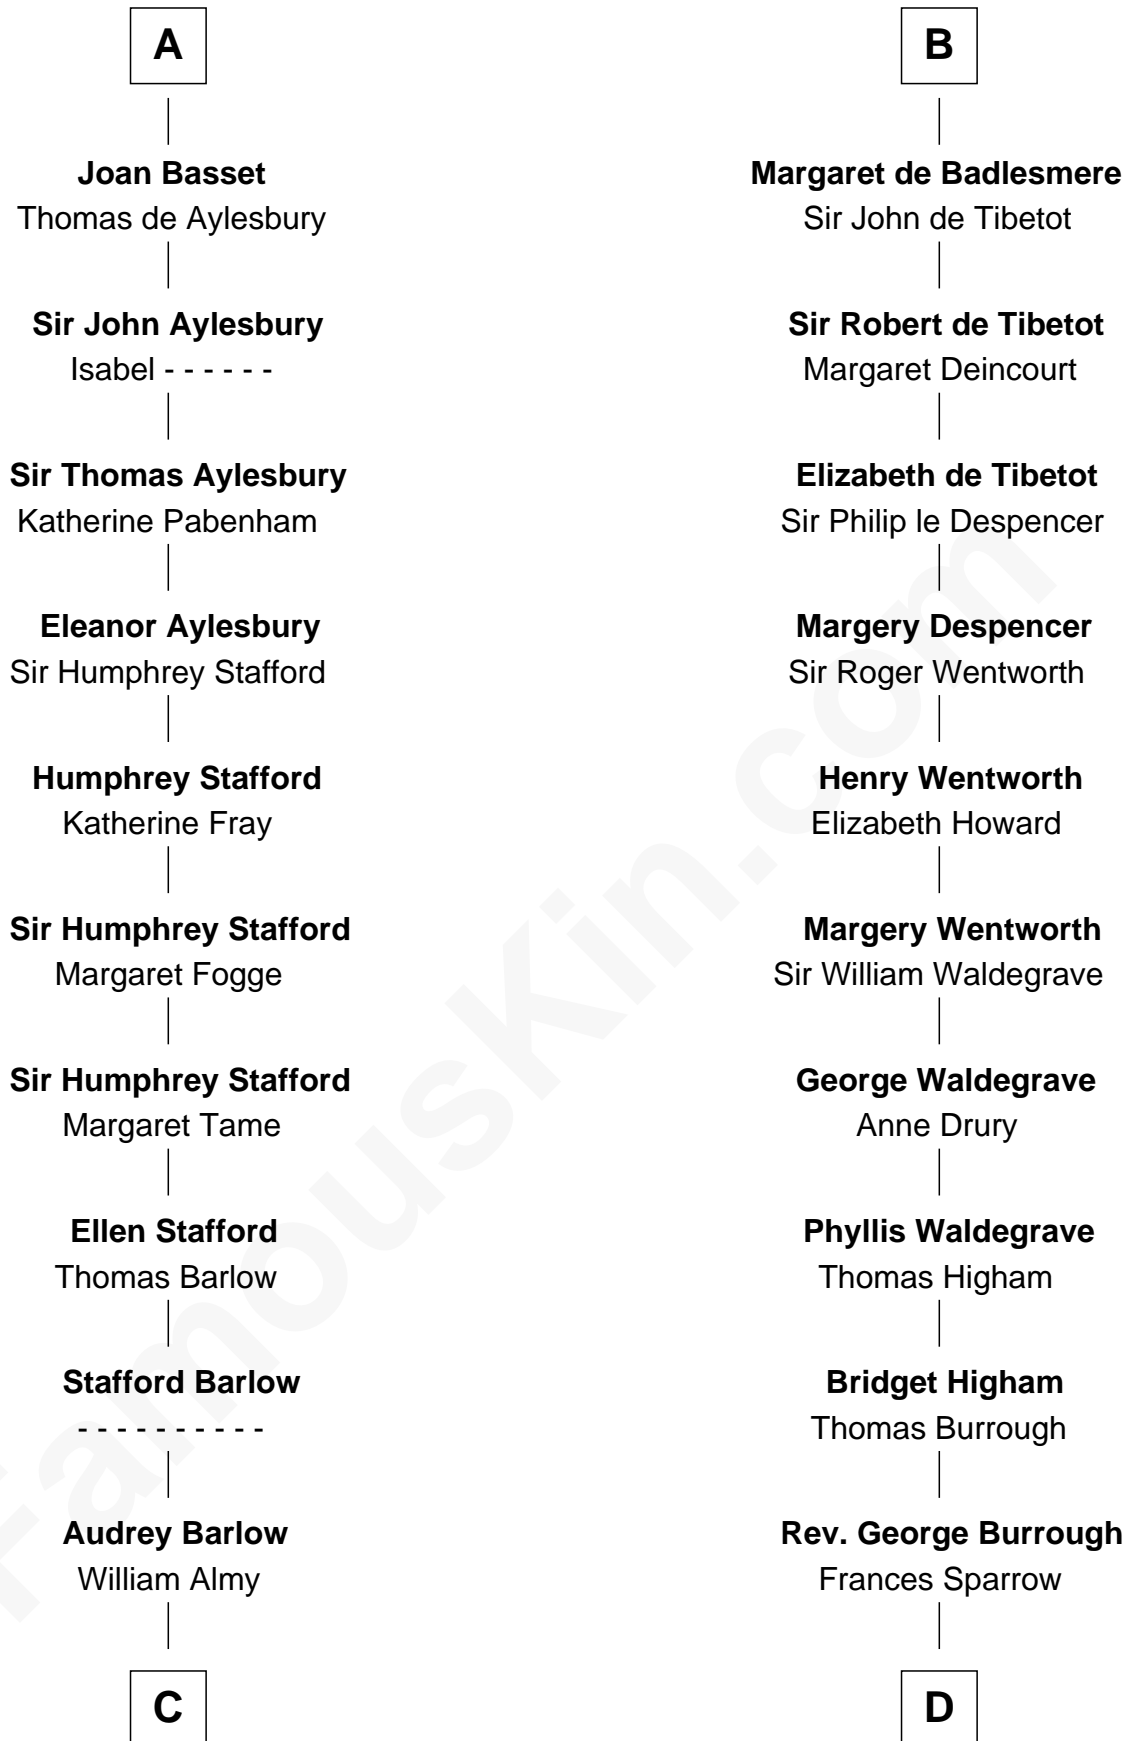 A
Joan Basset
Thomas de Aylesbury
Sir John Aylesbury
Isabel - - - - - -
Sir Thomas Aylesbury
Katherine Pabenham
Eleanor Aylesbury
Sir Humphrey Stafford
Humphrey Stafford
Katherine Fray
Sir Humphrey Stafford
Margaret Fogge
Sir Humphrey Stafford
Margaret Tame
Ellen Stafford
Thomas Barlow
Stafford Barlow
- - - - - - - - - -
Audrey Barlow
William Almy
C
B
Margaret de Badlesmere
Sir John de Tibetot
Sir Robert de Tibetot
Margaret Deincourt
Elizabeth de Tibetot
Sir Philip le Despencer
Margery Despencer
Sir Roger Wentworth
Henry Wentworth
Elizabeth Howard
Margery Wentworth
Sir William Waldegrave
George Waldegrave
Anne Drury
Phyllis Waldegrave
Thomas Higham
Bridget Higham
Thomas Burrough
Rev. George Burrough
Frances Sparrow
D
FamousKin.com